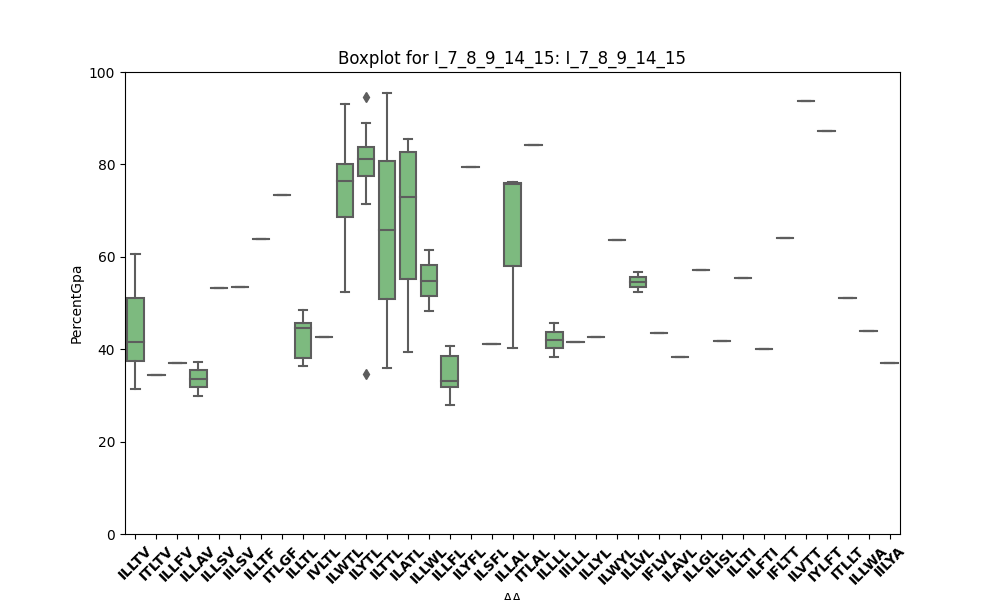 Boxplot for I_7_8_9_14_15: I_7_8_9_14_15
PercentGpa
100
80
60
40
20
0
ILLTV
ITLTV
ILLFV
ILLAV
ILLSV
IILSV
ILLTF
ITLGF
ILLTL
IVLTL
ILWTL
ILYTL
ILTTL
ILATL
ILLWL
ILLFL
ILYFL
ILSFL
ILLAL
ITLAL
ILLLL
IILLL
ILLYL
ILWYL
ILLVL
IFLVL
ILAVL
ILLGL
ILISL
ILLTI
ILFTI
IFLTT
ILVTT
IYLFT
ITLLT
ILLWA
IILYA
AA